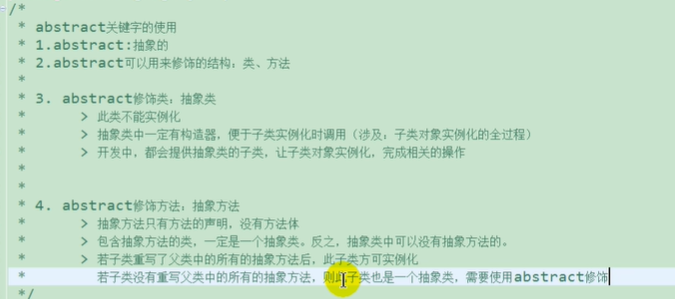 /*
* abstract关键字的使用
* 1.abstract:抽象的
* 2.abstract可以用来修饰的结构：类、方法
*
* 3. abstract修饰类：抽象类
* > 此类不能实例化
* > 抽象类中一定有构造器，便于子类实例化时调用（涉及：子类对象实例化的全过程）
* > 开发中，都会提供抽象类的子类，让子类对象实例化，完成相关的操作
*
*
* 4. abstract修饰方法：抽象方法
* > 抽象方法只有方法的声明，没有方法体
* > 包含抽象方法的类，一定是一个抽象类。反之，抽象类中可以没有抽象方法的。
* > 若子类重写了父类中的所有的抽象方法后，此子类方可实例化
* 若子类没有重写父类中的所有的抽象方法，则此子类也是一个抽象类，需要使用abstract修饰
*/